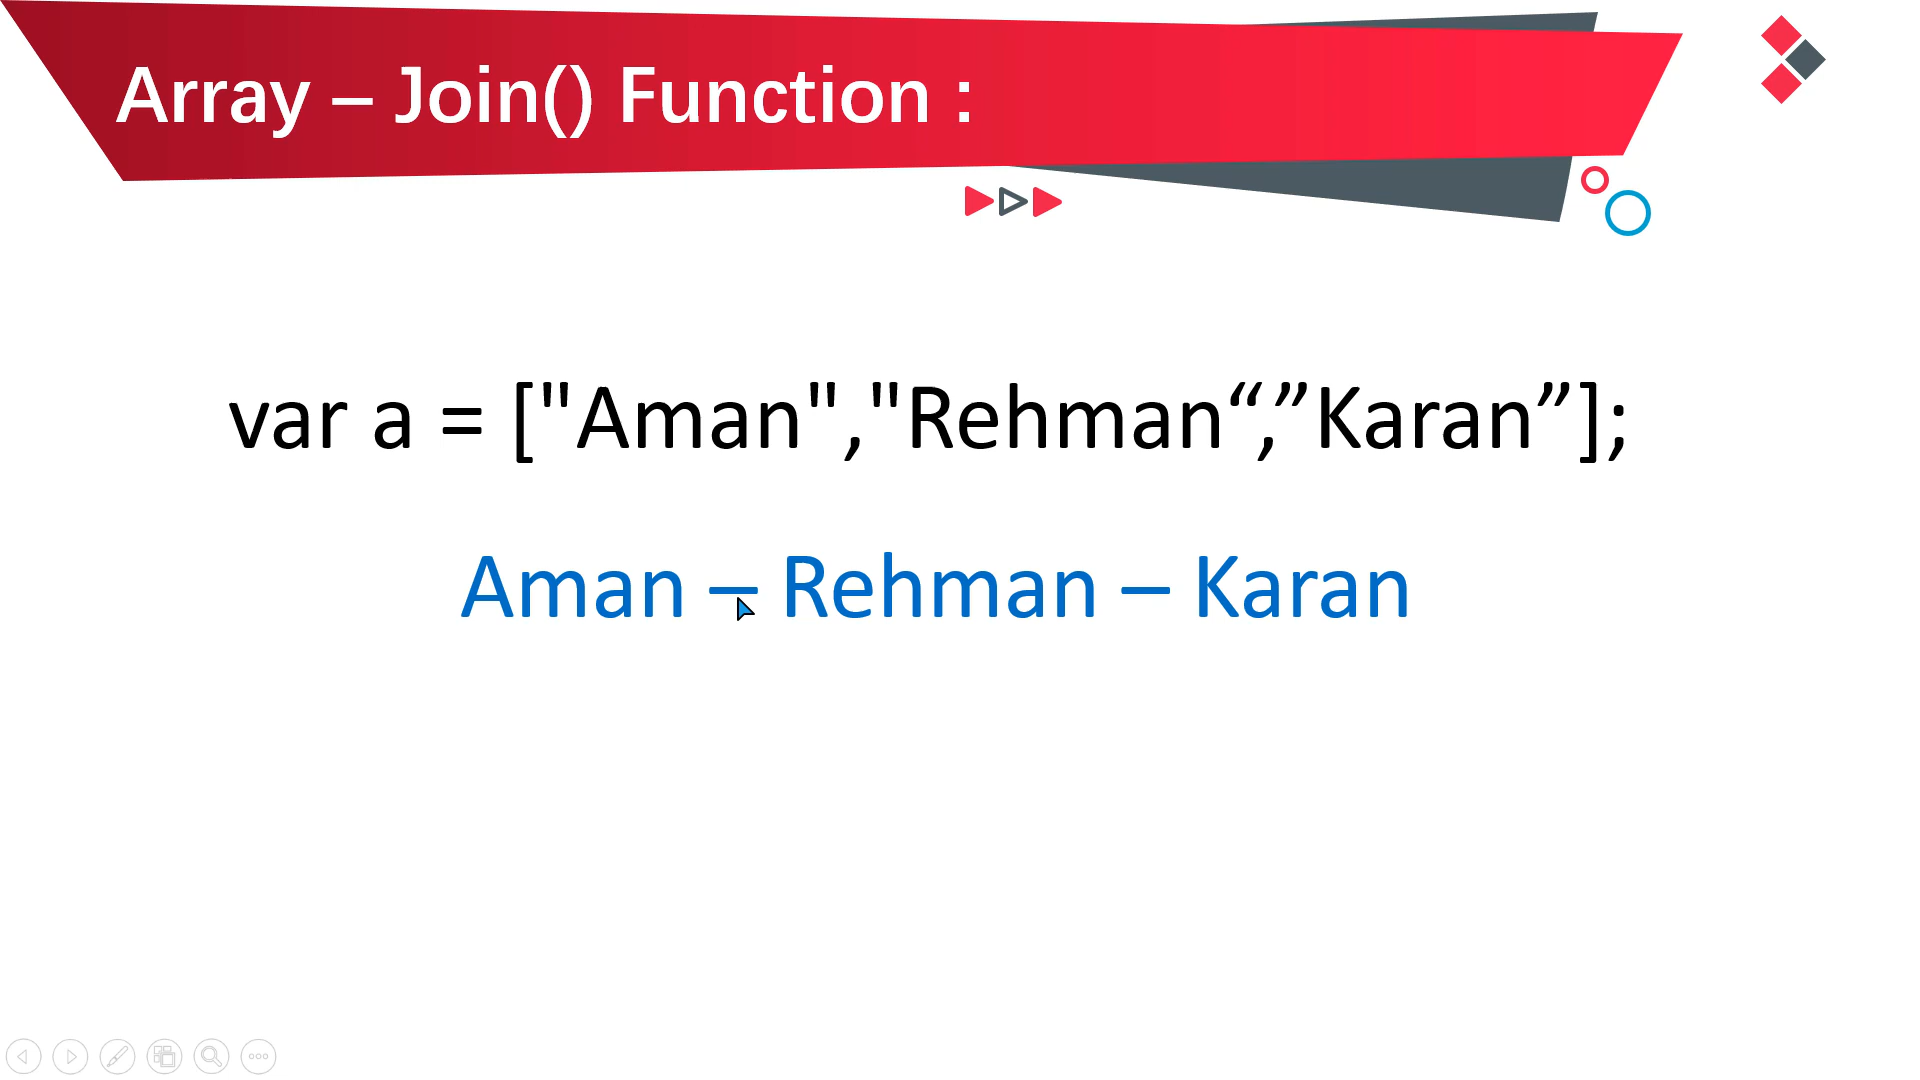 Array – Join() Function :
var a = ["Aman","Rehman“,”Karan”];
Aman – Rehman – Karan